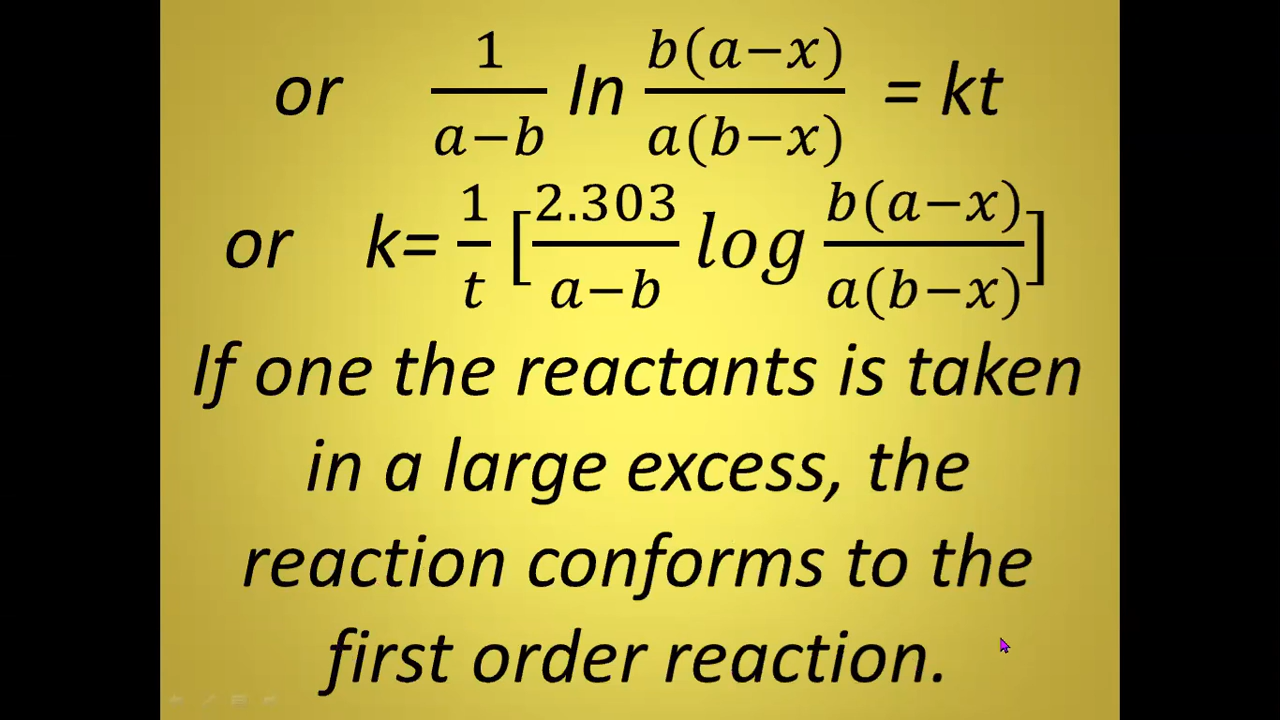 or 1/(a−b) ln b(a−x)/a(b−x) = kt
or k= 1/t [2.303/(a−b) log b(a−x)/a(b−x)]
If one the reactants is taken
in a large excess, the
reaction conforms to the
first order reaction.